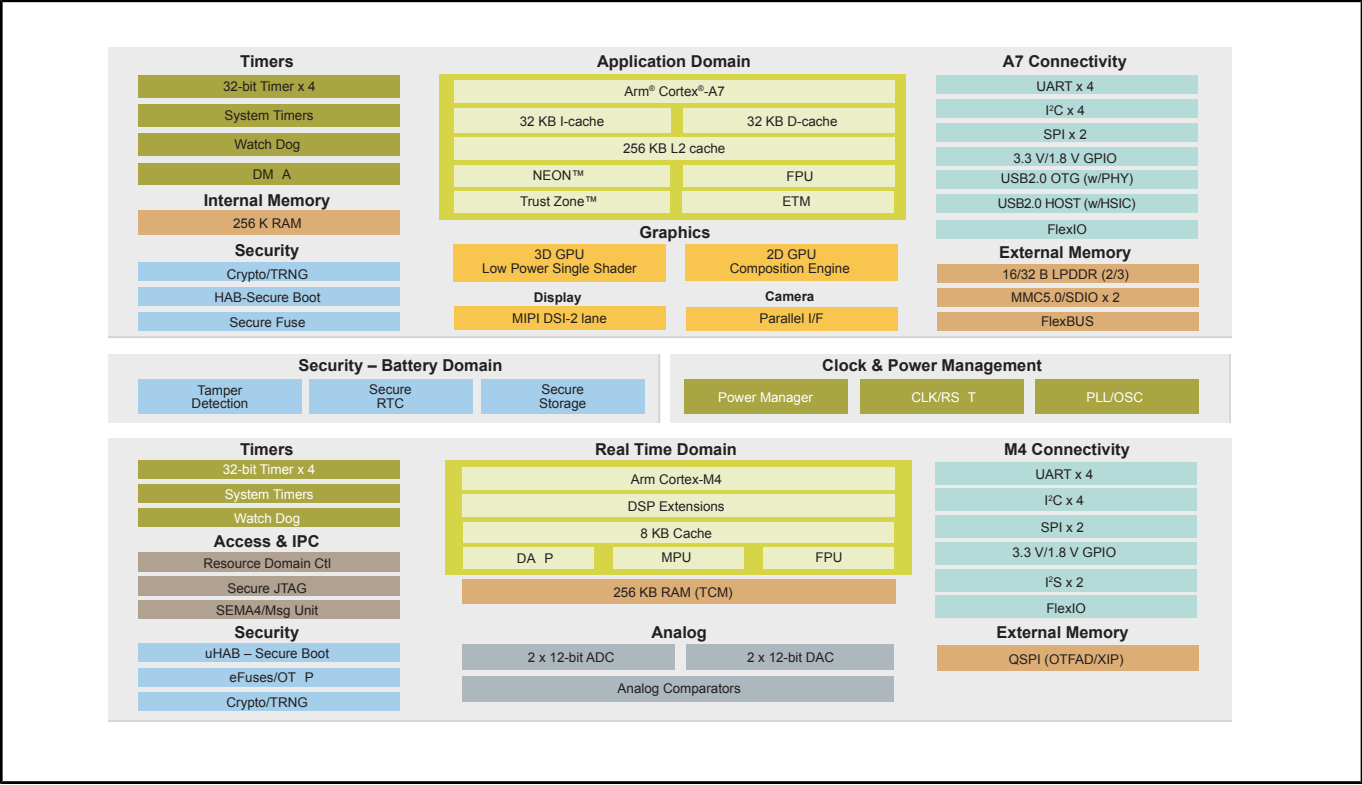 Timers
32-bit Timer x 4
System Timers
Watch Dog
DM A
Internal Memory
256 K RAM
Security
Crypto/TRNG
HAB-Secure Boot
Secure Fuse
Application Domain
Arm® Cortex®-A7
32 KB I-cache
32 KB D-cache
256 KB L2 cache
NEON™
FPU
Trust Zone™
ETM
Graphics
3D GPU
Low Power Single Shader
2D GPU
Composition Engine
Display
MIPI DSI-2 lane
Camera
Parallel I/F
A7 Connectivity
UART x 4
I²C x 4
SPI x 2
3.3 V/1.8 V GPIO
USB2.0 OTG (w/PHY)
USB2.0 HOST (w/HSIC)
FlexIO
External Memory
16/32 B LPDDR (2/3)
MMC5.0/SDIO x 2
FlexBUS
Security – Battery Domain
Tamper
Detection
Secure
RTC
Secure
Storage
Clock & Power Management
Power Manager
CLK/RS T
PLL/OSC
Timers
32-bit Timer x 4
System Timers
Watch Dog
Access & IPC
Resource Domain Ctl
Secure JTAG
SEMA4/Msg Unit
Security
uHAB – Secure Boot
eFuses/OT P
Crypto/TRNG
Real Time Domain
Arm Cortex-M4
DSP Extensions
8 KB Cache
DA P
MPU
FPU
256 KB RAM (TCM)
Analog
2 x 12-bit ADC
2 x 12-bit DAC
Analog Comparators
M4 Connectivity
UART x 4
I²C x 4
SPI x 2
3.3 V/1.8 V GPIO
I²S x 2
FlexIO
External Memory
QSPI (OTFAD/XIP)